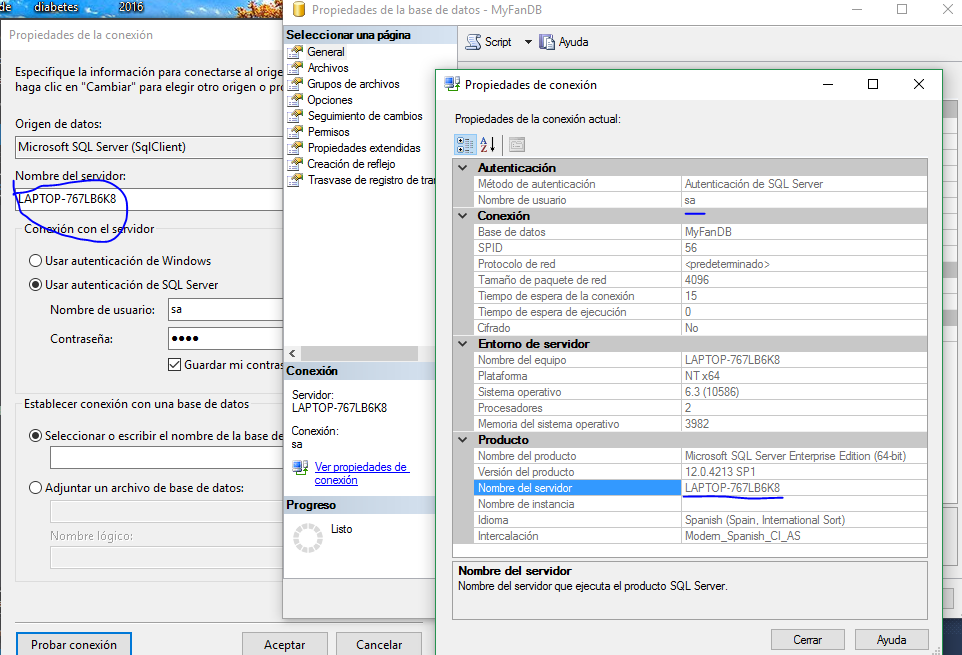 de
diabetes
2016
Propiedades de la conexión
Especifique la información para conectarse al orige
haga clic en "Cambiar" para elegir otro origen o pro
Origen de datos:
Microsoft SQL Server (SqlClient)
Nombre del servidor:
LAPTOP-767LB6K8
Conexión con el servidor
Usar autenticación de Windows
Usar autenticación de SQL Server
Nombre de usuario: sa
Contraseña: ●●●●
Guardar mi contras
Establecer conexión con una base de datos
Seleccionar o escribir el nombre de la base de
Adjuntar un archivo de base de datos:
Nombre lógico:
Probar conexión
Aceptar
Cancelar
Propiedades de la base de datos - MyFanDB
Seleccionar una página
General
Archivos
Grupos de archivos
Opciones
Seguimiento de cambios
Permisos
Propiedades extendidas
Creación de reflejo
Trasvase de registro de tran
Script
Ayuda
Conexión
Servidor:
LAPTOP-767LB6K8
Conexión:
sa
Ver propiedades de
conexión
Progreso
Listo
Propiedades de conexión
Propiedades de la conexión actual:
Autenticación
Método de autenticación Autenticación de SQL Server
Nombre de usuario sa
Conexión
Base de datos MyFanDB
SPID 56
Protocolo de red <predeterminado>
Tamaño de paquete de red 4096
Tiempo de espera de la conexión 15
Tiempo de espera de ejecución 0
Cifrado No
Entorno de servidor
Nombre del equipo LAPTOP-767LB6K8
Plataforma NT x64
Sistema operativo 6.3 (10586)
Procesadores 2
Memoria del sistema operativo 3982
Producto
Nombre del producto Microsoft SQL Server Enterprise Edition (64-bit)
Versión del producto 12.0.4213 SP1
Nombre del servidor LAPTOP-767LB6K8
Nombre de instancia
Idioma Spanish (Spain, International Sort)
Intercalación Modern_Spanish_CI_AS
Nombre del servidor
Nombre del servidor que ejecuta el producto SQL Server.
Cerrar
Ayuda